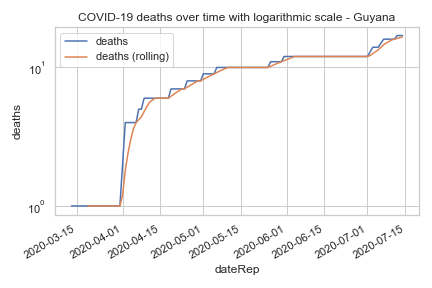 COVID-19 deaths over time with logarithmic scale - Guyana
deaths
deaths (rolling)
10¹
10⁰
deaths
2020-03-15
2020-04-01
2020-04-15
2020-05-01
2020-05-15
2020-06-01
2020-06-15
2020-07-01
2020-07-15
dateRep